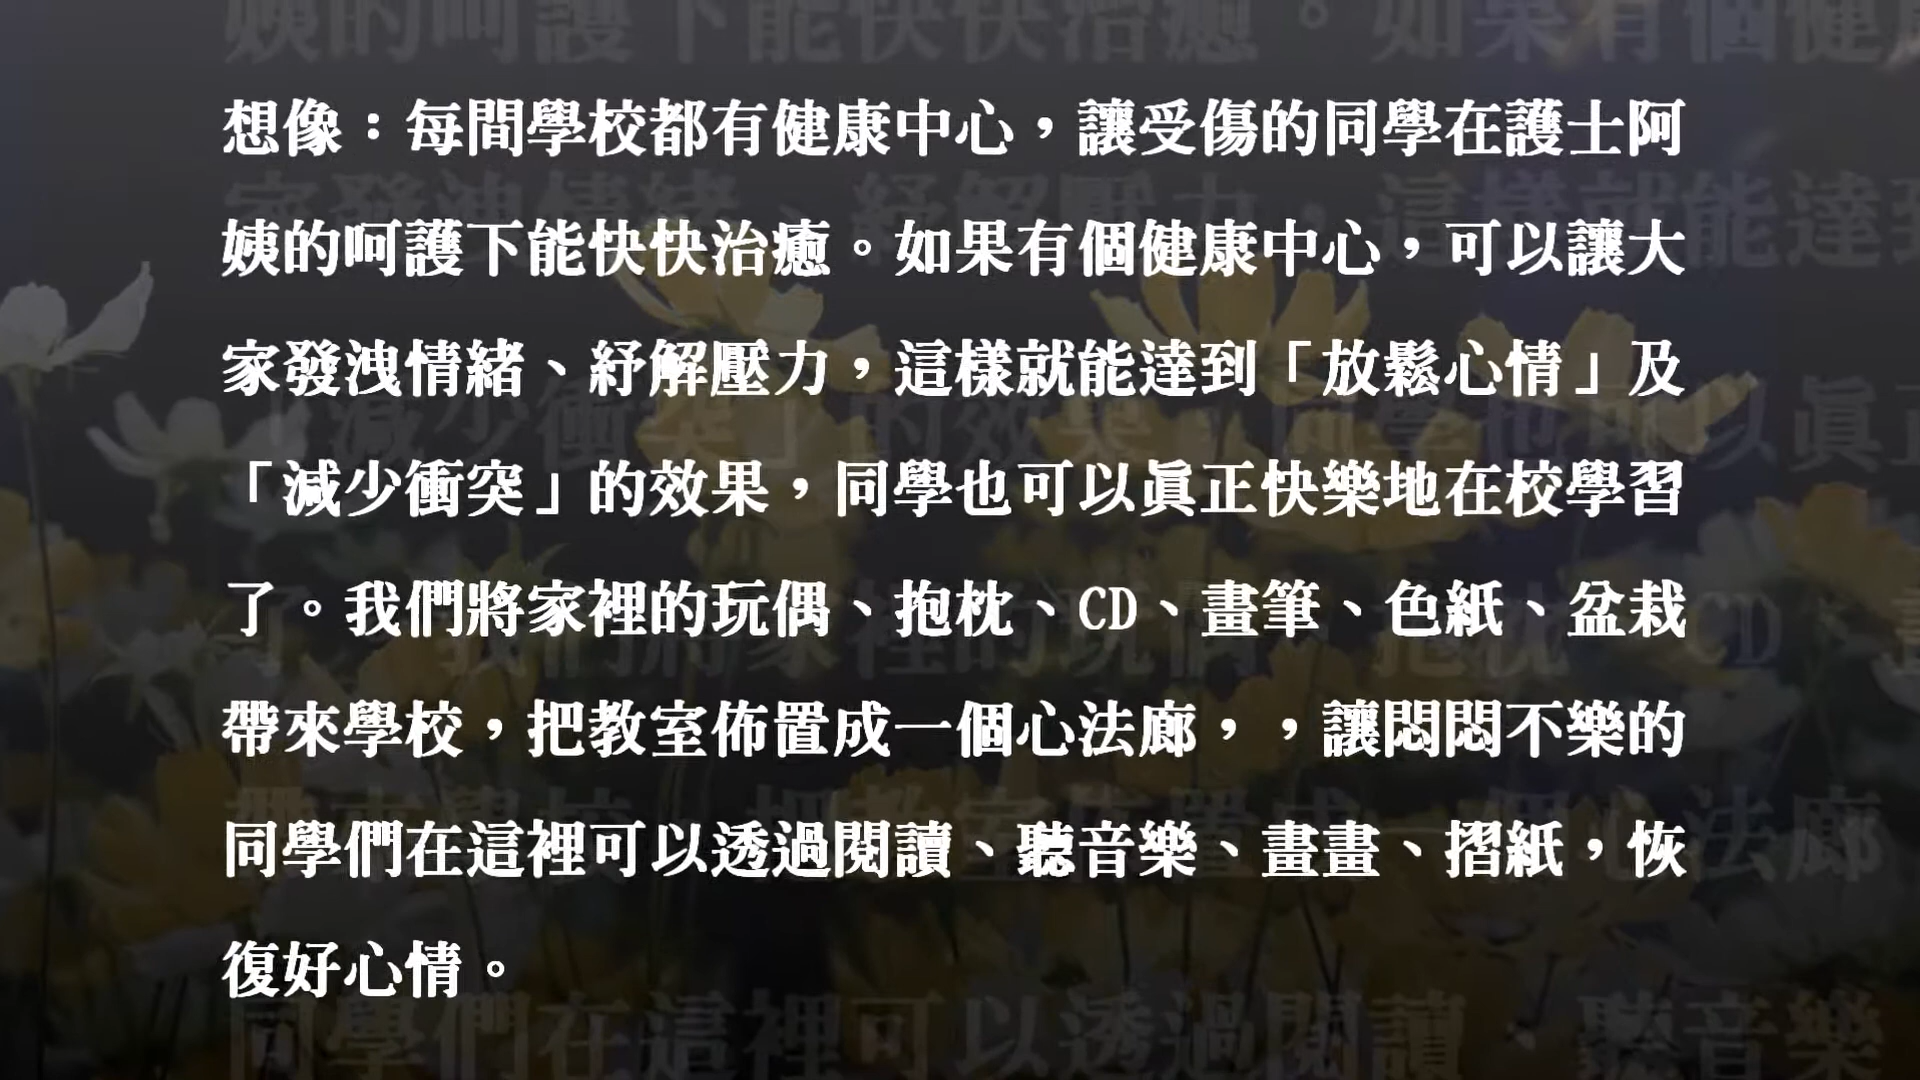 想像：每間學校都有健康中心，讓受傷的同學在護士阿
姨的呵護下能快快治癒。如果有個健康中心，可以讓大
家發洩情緒、紓解壓力，這樣就能達到「放鬆心情」及
「減少衝突」的效果，同學也可以眞正快樂地在校學習
了。我們將家裡的玩偶、抱枕、CD、畫筆、色紙、盆栽
帶來學校，把教室佈置成一個心法廊，，讓悶悶不樂的
同學們在這裡可以透過閱讀、聽音樂、畫畫、摺紙，恢
復好心情。